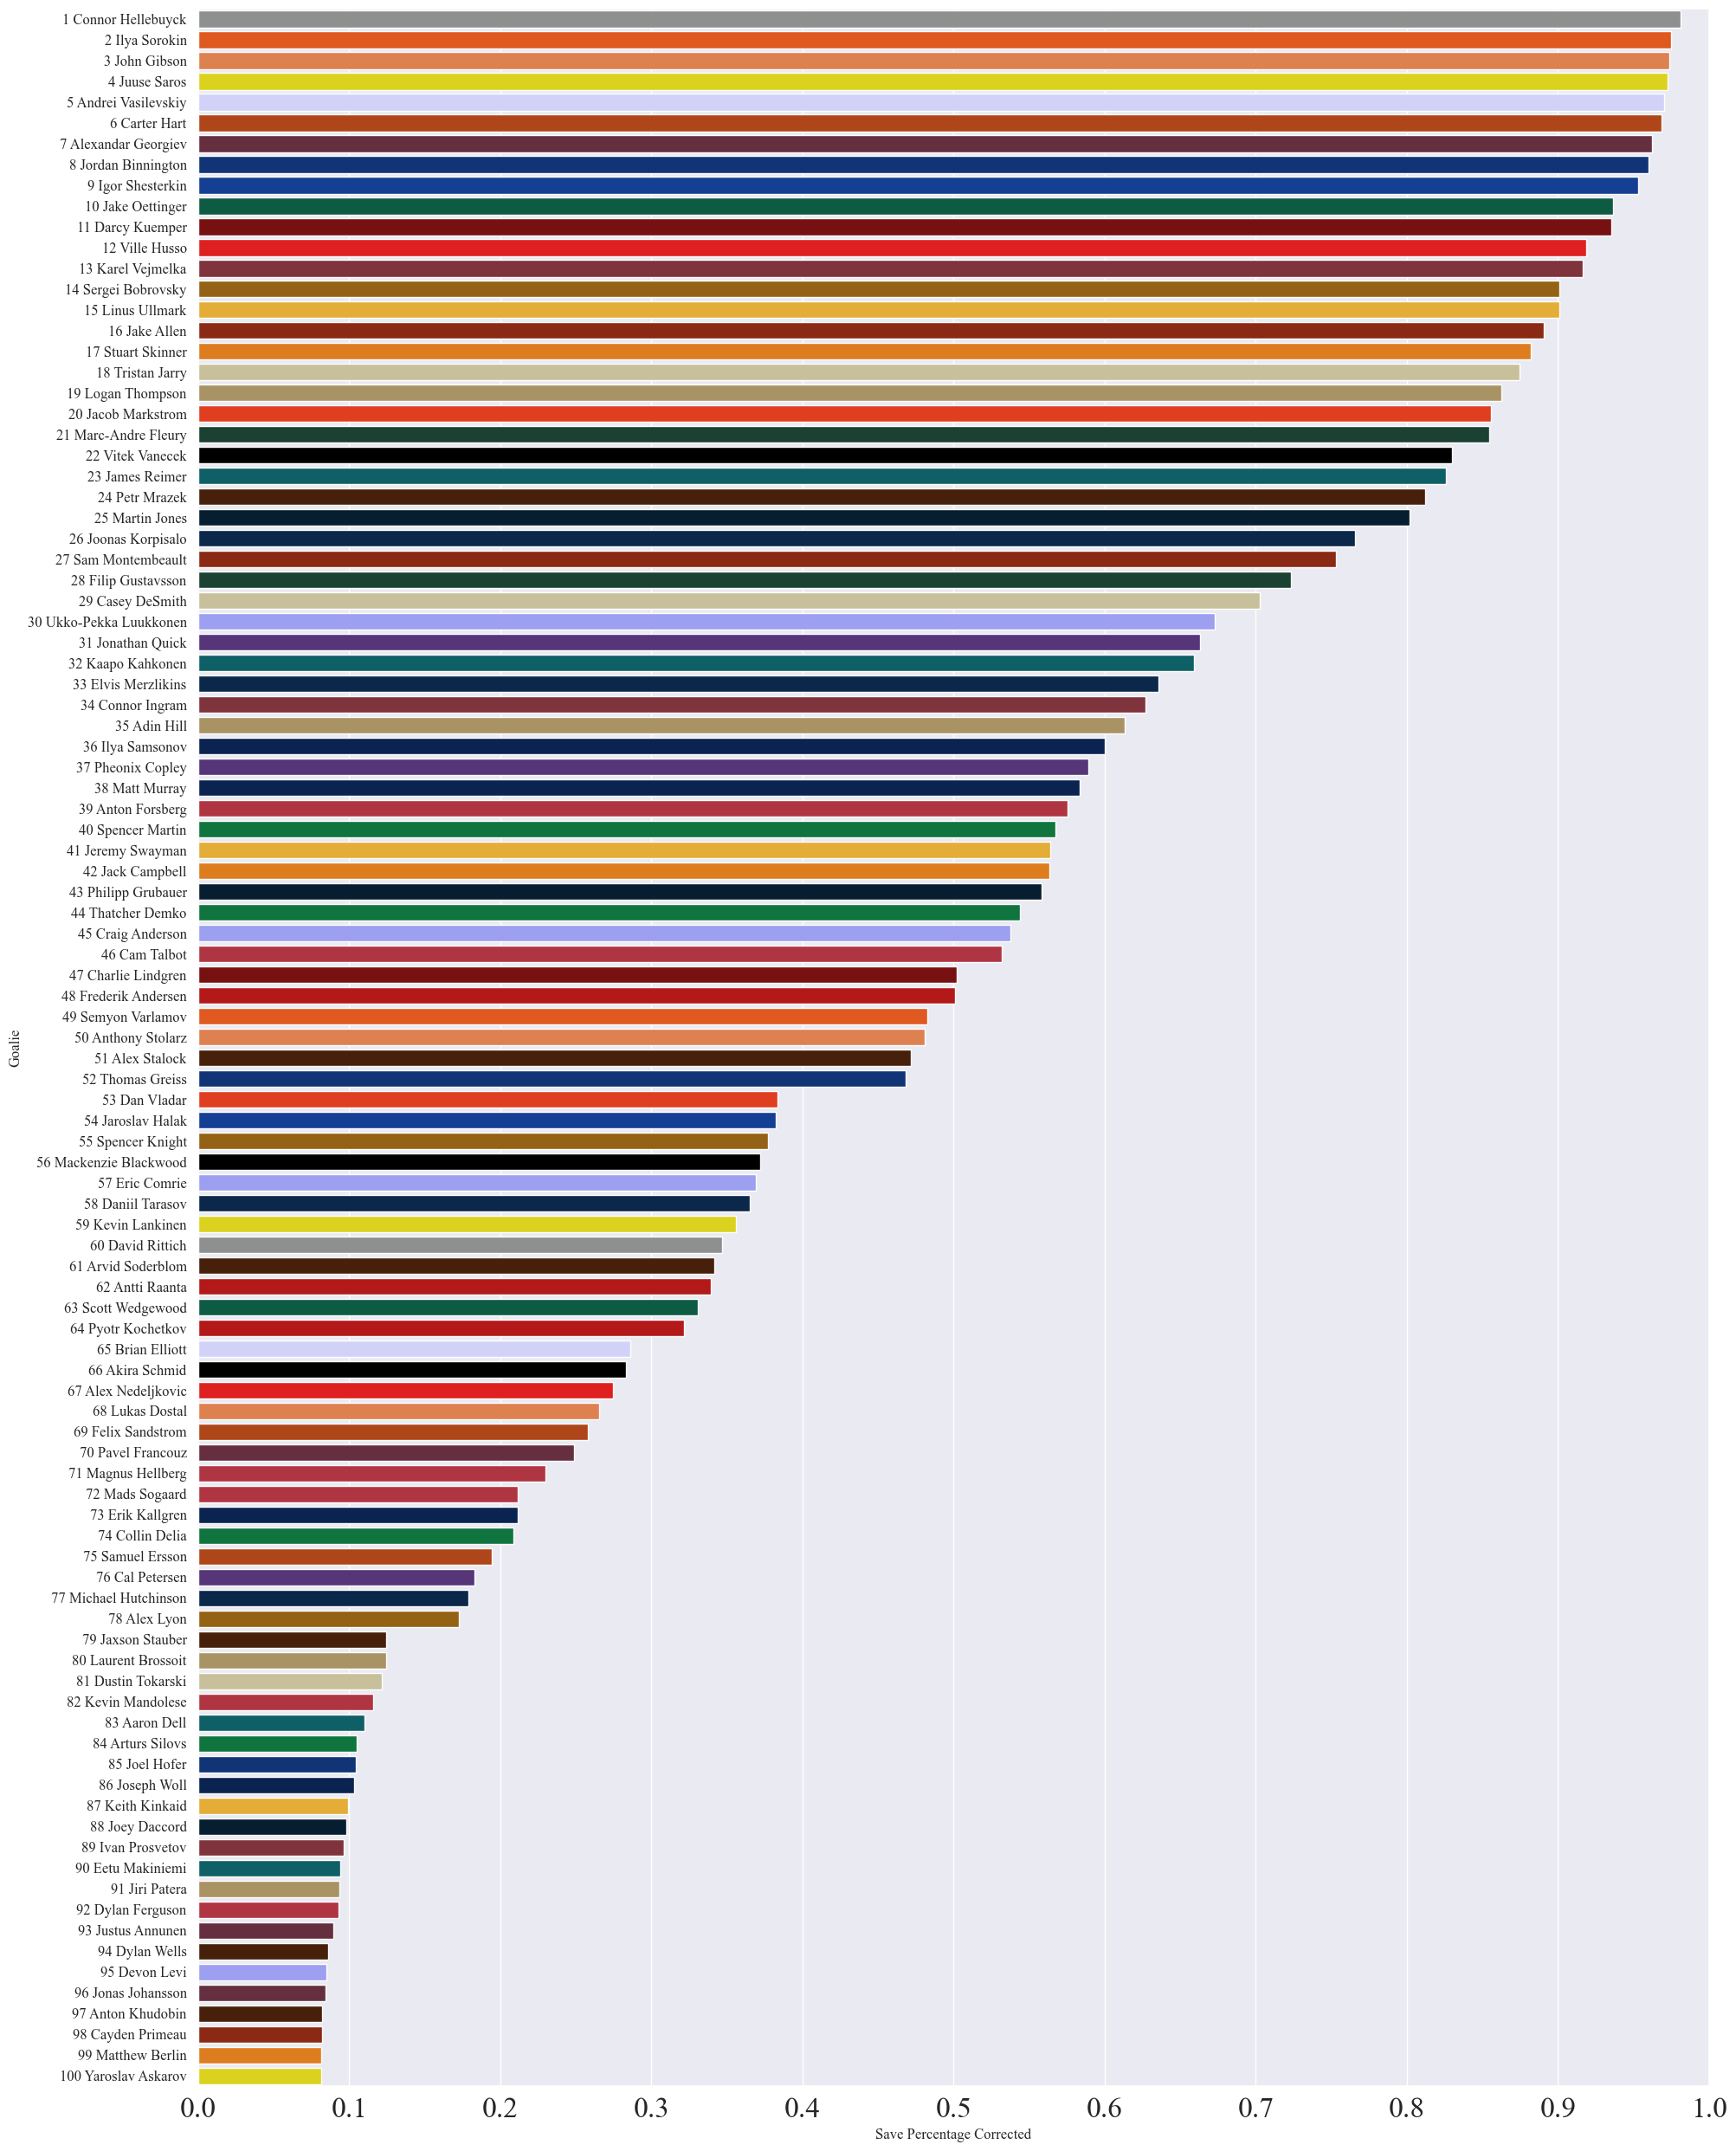 1 Connor Hellebuyck
2 Ilya Sorokin
3 John Gibson
4 Juuse Saros
5 Andrei Vasilevskiy
6 Carter Hart
7 Alexandar Georgiev
8 Jordan Binnington
9 Igor Shesterkin
10 Jake Oettinger
11 Darcy Kuemper
12 Ville Husso
13 Karel Vejmelka
14 Sergei Bobrovsky
15 Linus Ullmark
16 Jake Allen
17 Stuart Skinner
18 Tristan Jarry
19 Logan Thompson
20 Jacob Markstrom
21 Marc-Andre Fleury
22 Vitek Vanecek
23 James Reimer
24 Petr Mrazek
25 Martin Jones
26 Joonas Korpisalo
27 Sam Montembeault
28 Filip Gustavsson
29 Casey DeSmith
30 Ukko-Pekka Luukkonen
31 Jonathan Quick
32 Kaapo Kahkonen
33 Elvis Merzlikins
34 Connor Ingram
35 Adin Hill
36 Ilya Samsonov
37 Pheonix Copley
38 Matt Murray
39 Anton Forsberg
40 Spencer Martin
41 Jeremy Swayman
42 Jack Campbell
43 Philipp Grubauer
44 Thatcher Demko
45 Craig Anderson
46 Cam Talbot
47 Charlie Lindgren
48 Frederik Andersen
49 Semyon Varlamov
50 Anthony Stolarz
51 Alex Stalock
52 Thomas Greiss
53 Dan Vladar
54 Jaroslav Halak
55 Spencer Knight
56 Mackenzie Blackwood
57 Eric Comrie
58 Daniil Tarasov
59 Kevin Lankinen
60 David Rittich
61 Arvid Soderblom
62 Antti Raanta
63 Scott Wedgewood
64 Pyotr Kochetkov
65 Brian Elliott
66 Akira Schmid
67 Alex Nedeljkovic
68 Lukas Dostal
69 Felix Sandstrom
70 Pavel Francouz
71 Magnus Hellberg
72 Mads Sogaard
73 Erik Kallgren
74 Collin Delia
75 Samuel Ersson
76 Cal Petersen
77 Michael Hutchinson
78 Alex Lyon
79 Jaxson Stauber
80 Laurent Brossoit
81 Dustin Tokarski
82 Kevin Mandolese
83 Aaron Dell
84 Arturs Silovs
85 Joel Hofer
86 Joseph Woll
87 Keith Kinkaid
88 Joey Daccord
89 Ivan Prosvetov
90 Eetu Makiniemi
91 Jiri Patera
92 Dylan Ferguson
93 Justus Annunen
94 Dylan Wells
95 Devon Levi
96 Jonas Johansson
97 Anton Khudobin
98 Cayden Primeau
99 Matthew Berlin
100 Yaroslav Askarov
Goalie
0.0 0.1 0.2 0.3 0.4 0.5 0.6 0.7 0.8 0.9 1.0
Save Percentage Corrected